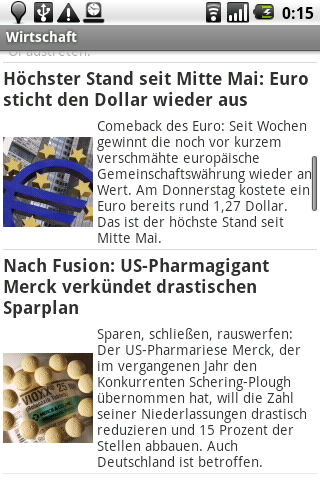 0:15
Wirtschaft
Höchster Stand seit Mitte Mai: Euro
sticht den Dollar wieder aus
Comeback des Euro: Seit Wochen
gewinnt die noch vor kurzem
verschmähte europäische
Gemeinschaftswährung wieder an
Wert. Am Donnerstag kostete ein
Euro bereits rund 1,27 Dollar.
Das ist der höchste Stand seit
Mitte Mai.
Nach Fusion: US-Pharmagigant
Merck verkündet drastischen
Sparplan
VIOXX 25
Sparen, schließen, rauswerfen:
Der US-Pharmariese Merck, der
im vergangenen Jahr den
Konkurrenten Schering-Plough
übernommen hat, will die Zahl
seiner Niederlassungen drastisch
reduzieren und 15 Prozent der
Stellen abbauen. Auch
Deutschland ist betroffen.